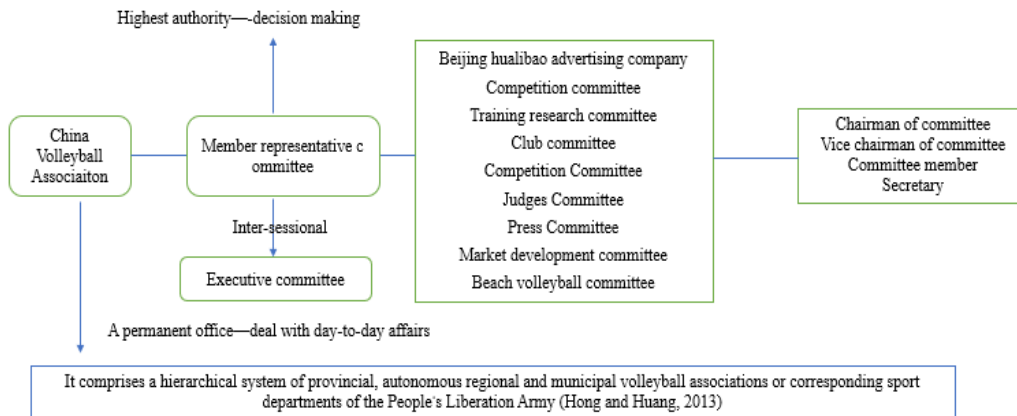 Highest authority—-decision making
Beijing hualibao advertising company
Competition committee
Training research committee
Club committee
Competition Committee
Judges Committee
Press Committee
Market development committee
Beach volleyball committee
China
Volleyball
Associaiton
Member representative c
ommittee
Chairman of committee
Vice chairman of committee
Committee member
Secretary
Inter-sessional
Executive committee
A permanent office—deal with day-to-day affairs
It comprises a hierarchical system of provincial, autonomous regional and municipal volleyball associations or corresponding sport
departments of the People's Liberation Army (Hong and Huang, 2013)